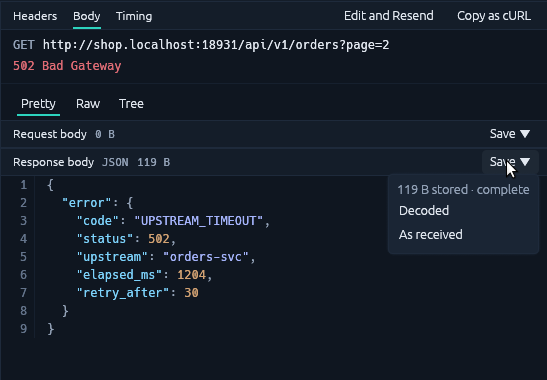 Headers Body Timing Edit and Resend Copy as cURL
GET http://shop.localhost:18931/api/v1/orders?page=2
502 Bad Gateway
Pretty Raw Tree
Request body 0 B Save ▼
Response body JSON 119 B Save ▼
119 B stored · complete
Decoded
As received
1 {
2 "error": {
3 "code": "UPSTREAM_TIMEOUT",
4 "status": 502,
5 "upstream": "orders-svc",
6 "elapsed_ms": 1204,
7 "retry_after": 30
8 }
9 }